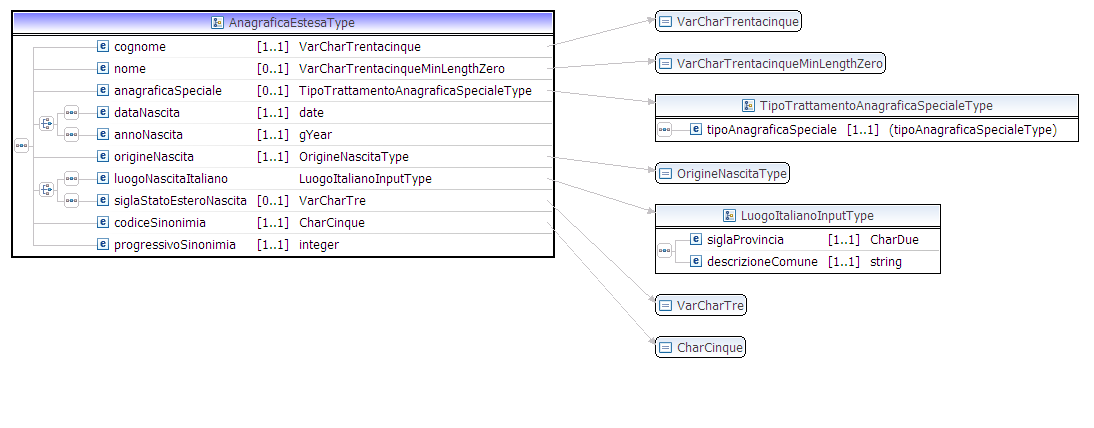 AnagraficaEstesaType
cognome [1..1] VarCharTrentacinque
nome [0..1] VarCharTrentacinqueMinLengthZero
anagraficaSpeciale [0..1] TipoTrattamentoAnagraficaSpecialeType
dataNascita [1..1] date
annoNascita [1..1] gYear
origineNascita [1..1] OrigineNascitaType
luogoNascitaItaliano LuogoItalianoInputType
siglaStatoEsteroNascita [0..1] VarCharTre
codiceSinonimia [1..1] CharCinque
progressivoSinonimia [1..1] integer
VarCharTrentacinque
VarCharTrentacinqueMinLengthZero
TipoTrattamentoAnagraficaSpecialeType
tipoAnagraficaSpeciale [1..1] (tipoAnagraficaSpecialeType)
OrigineNascitaType
LuogoItalianoInputType
siglaProvincia [1..1] CharDue
descrizioneComune [1..1] string
VarCharTre
CharCinque